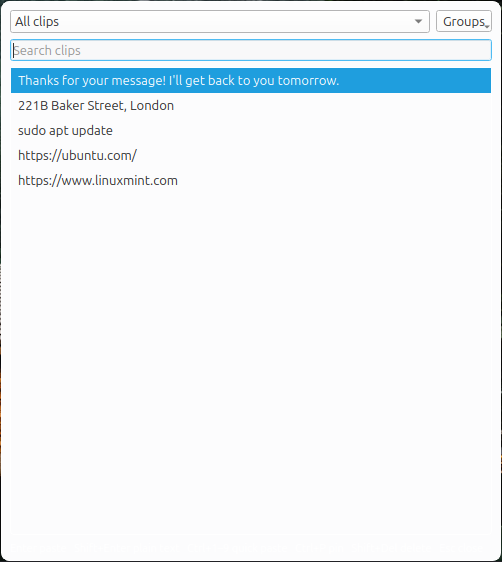 All clips
Groups
Search clips
Thanks for your message! I'll get back to you tomorrow.
221B Baker Street, London
sudo apt update
https://ubuntu.com/
https://www.linuxmint.com